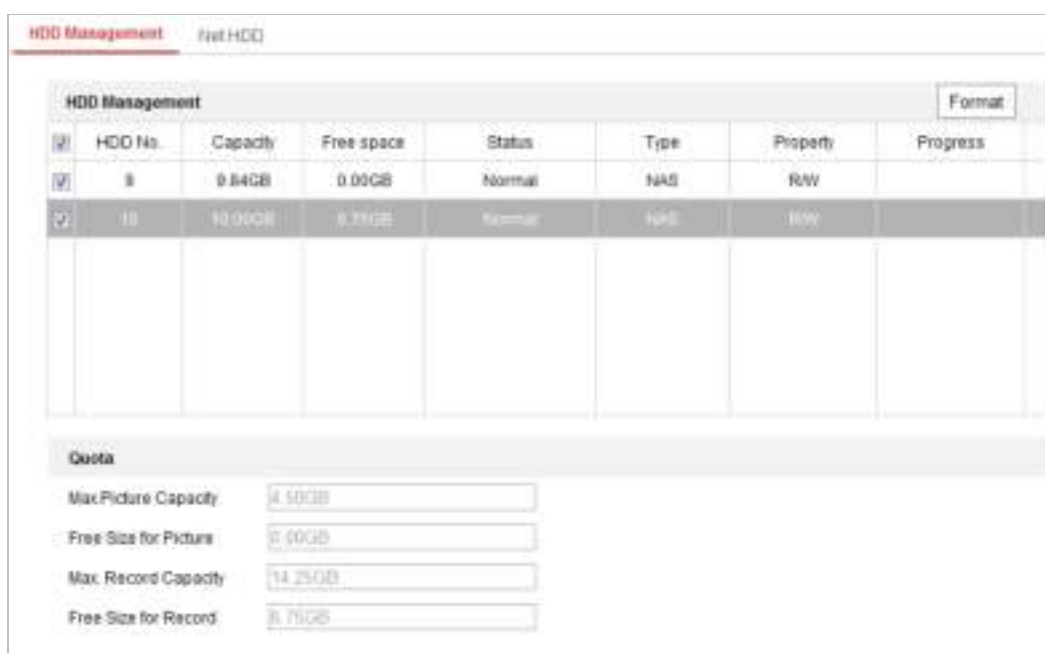 HDD Management Net HDD
HDD Management Format
HDD No. Capacity Free space Status Type Property Progress
9 9.84GB 0.00GB Normal NAS R/W
10 10.00GB Normal NAS R/W
Quota
Max.Picture Capacity 4.50GB
Free Size for Picture 0.00GB
Max. Record Capacity 14.25GB
Free Size for Record